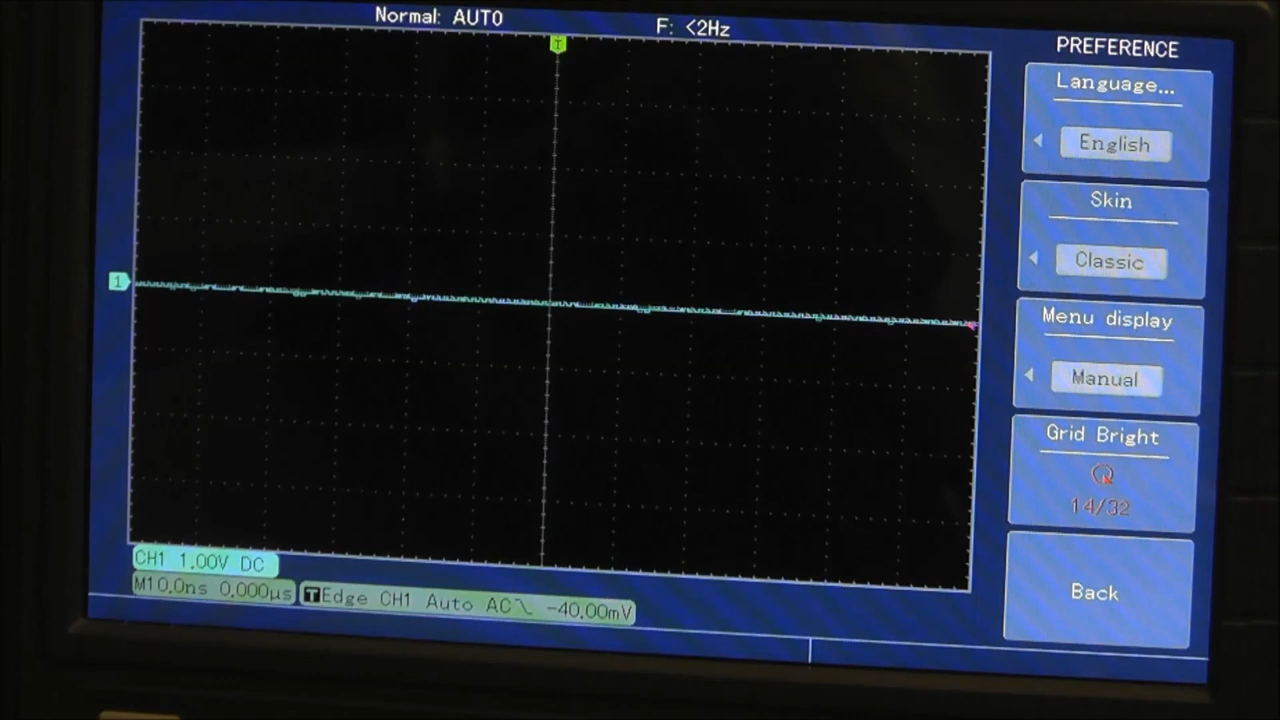 Normal: AUTO
F: <2Hz
T
1
PREFERENCE
Language...
English
Skin
Classic
Menu display
Manual
Grid Bright
14/32
Back
CH1 1.00V DC
M10.0ns 0.000µs
T Edge CH1 Auto AC -40.00mV